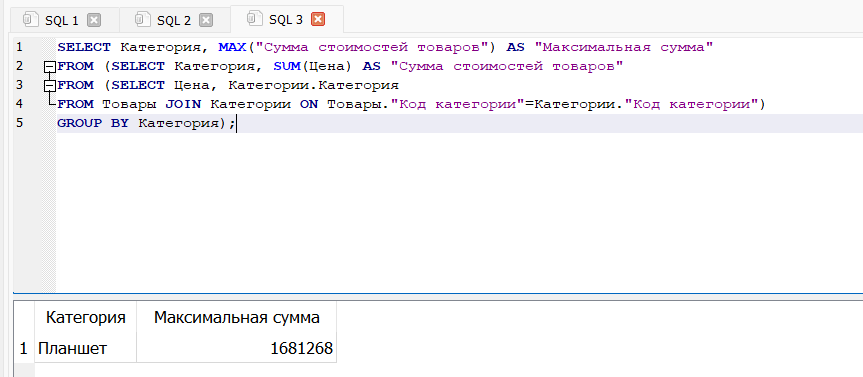 SQL 1 SQL 2 SQL 3
1 SELECT Категория, MAX("Сумма стоимостей товаров") AS "Максимальная сумма"
2 FROM (SELECT Категория, SUM(Цена) AS "Сумма стоимостей товаров"
3 FROM (SELECT Цена, Категории.Категория
4 FROM Товары JOIN Категории ON Товары."Код категории"=Категории."Код категории")
5 GROUP BY Категория);
Категория Максимальная сумма
1 Планшет 1681268